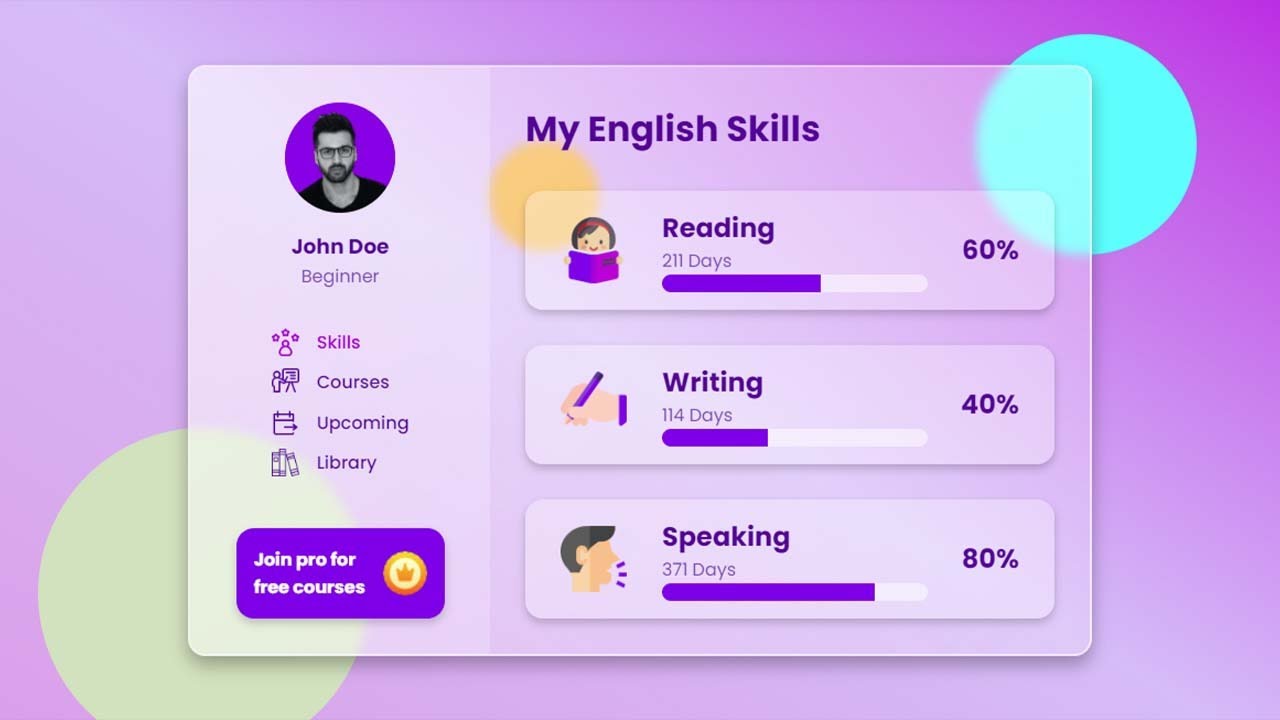 John Doe
Beginner
Skills
Courses
Upcoming
Library
Join pro for
free courses
My English Skills
Reading
211 Days
60%
Writing
114 Days
40%
Speaking
371 Days
80%